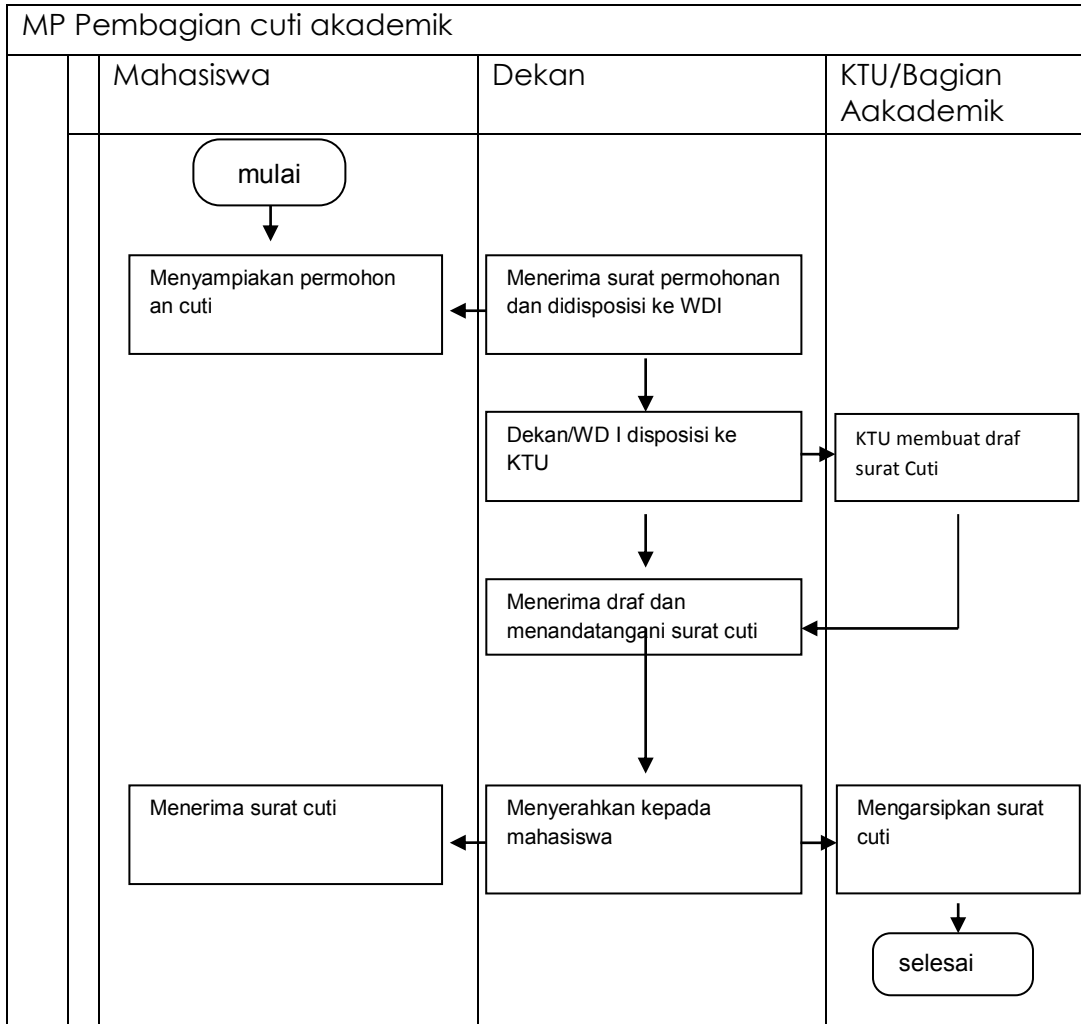 MP Pembagian cuti akademik
Mahasiswa
Dekan
KTU/Bagian
Aakademik
mulai
Menyampiakan permohon
an cuti
Menerima surat permohonan
dan didisposisi ke WDI
Dekan/WD I disposisi ke
KTU
KTU membuat draf
surat Cuti
Menerima draf dan
menandatangani surat cuti
Menerima surat cuti
Menyerahkan kepada
mahasiswa
Mengarsipkan surat
cuti
selesai